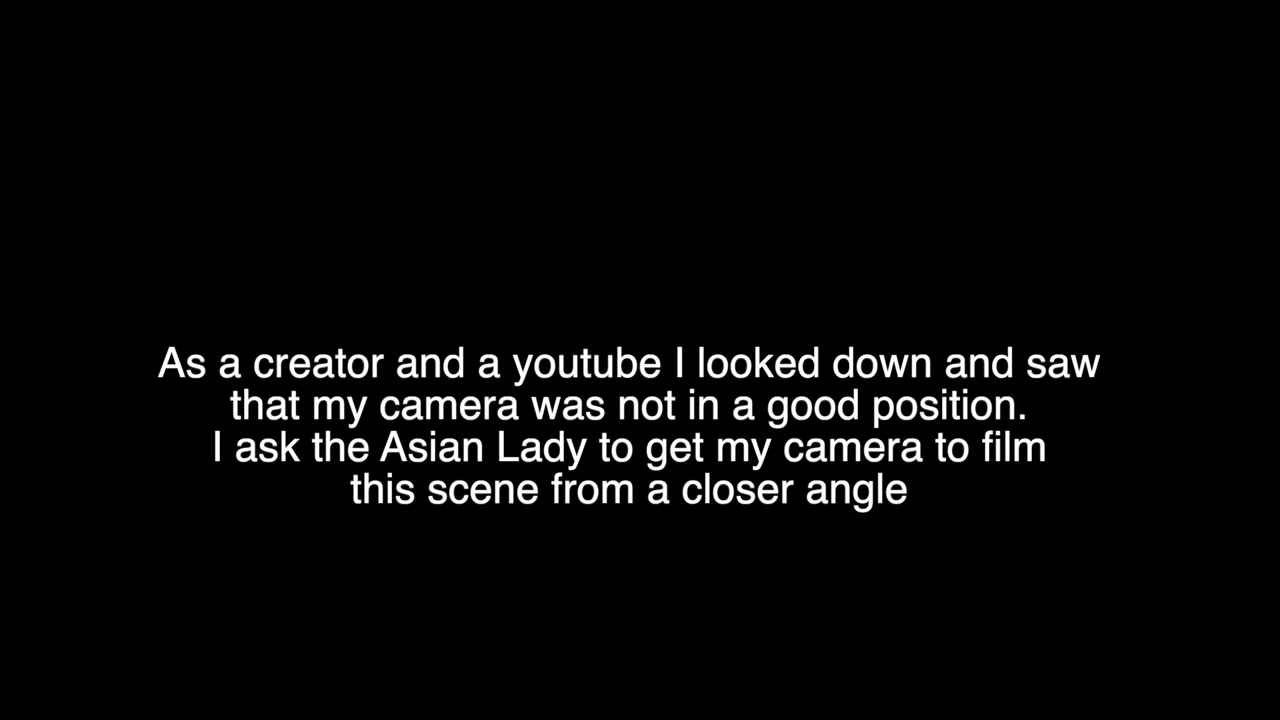 As a creator and a youtube I looked down and saw
that my camera was not in a good position.
I ask the Asian Lady to get my camera to film
this scene from a closer angle